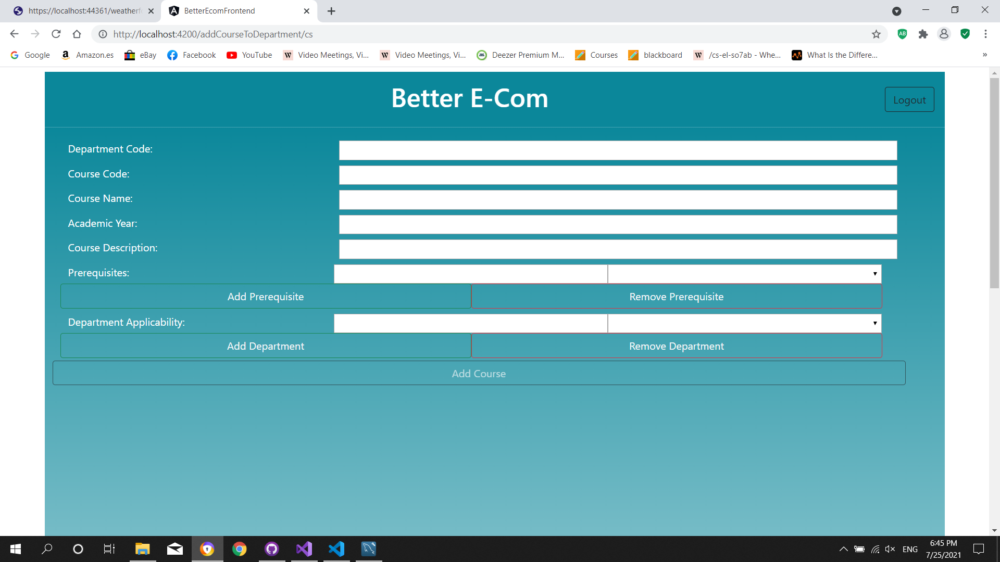 https://localhost:44361/weatherf
BetterEcomFrontend
http://localhost:4200/addCourseToDepartment/cs
AB
Google
Amazon.es
eBay
Facebook
YouTube
Video Meetings, Vi...
Video Meetings, Vi...
Deezer Premium M...
Courses
blackboard
/cs-el-so7ab - Whe...
What Is the Differe...
»
Better E-Com
Logout
Department Code:
Course Code:
Course Name:
Academic Year:
Course Description:
Prerequisites:
Add Prerequisite
Remove Prerequisite
Department Applicability:
Add Department
Remove Department
Add Course
ENG
6:45 PM
7/25/2021